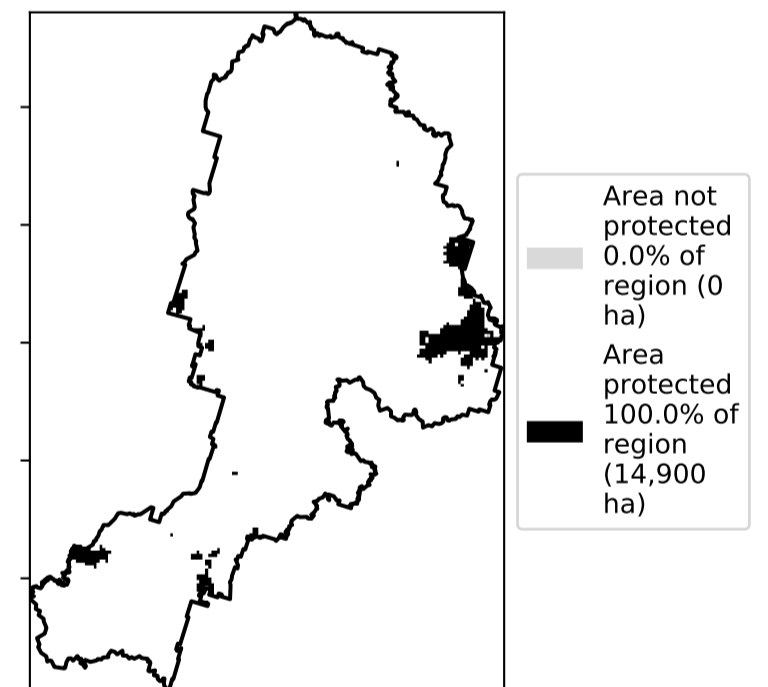 Area not
protected
0.0% of
region (0
ha)
Area
protected
100.0% of
region
(14,900
ha)